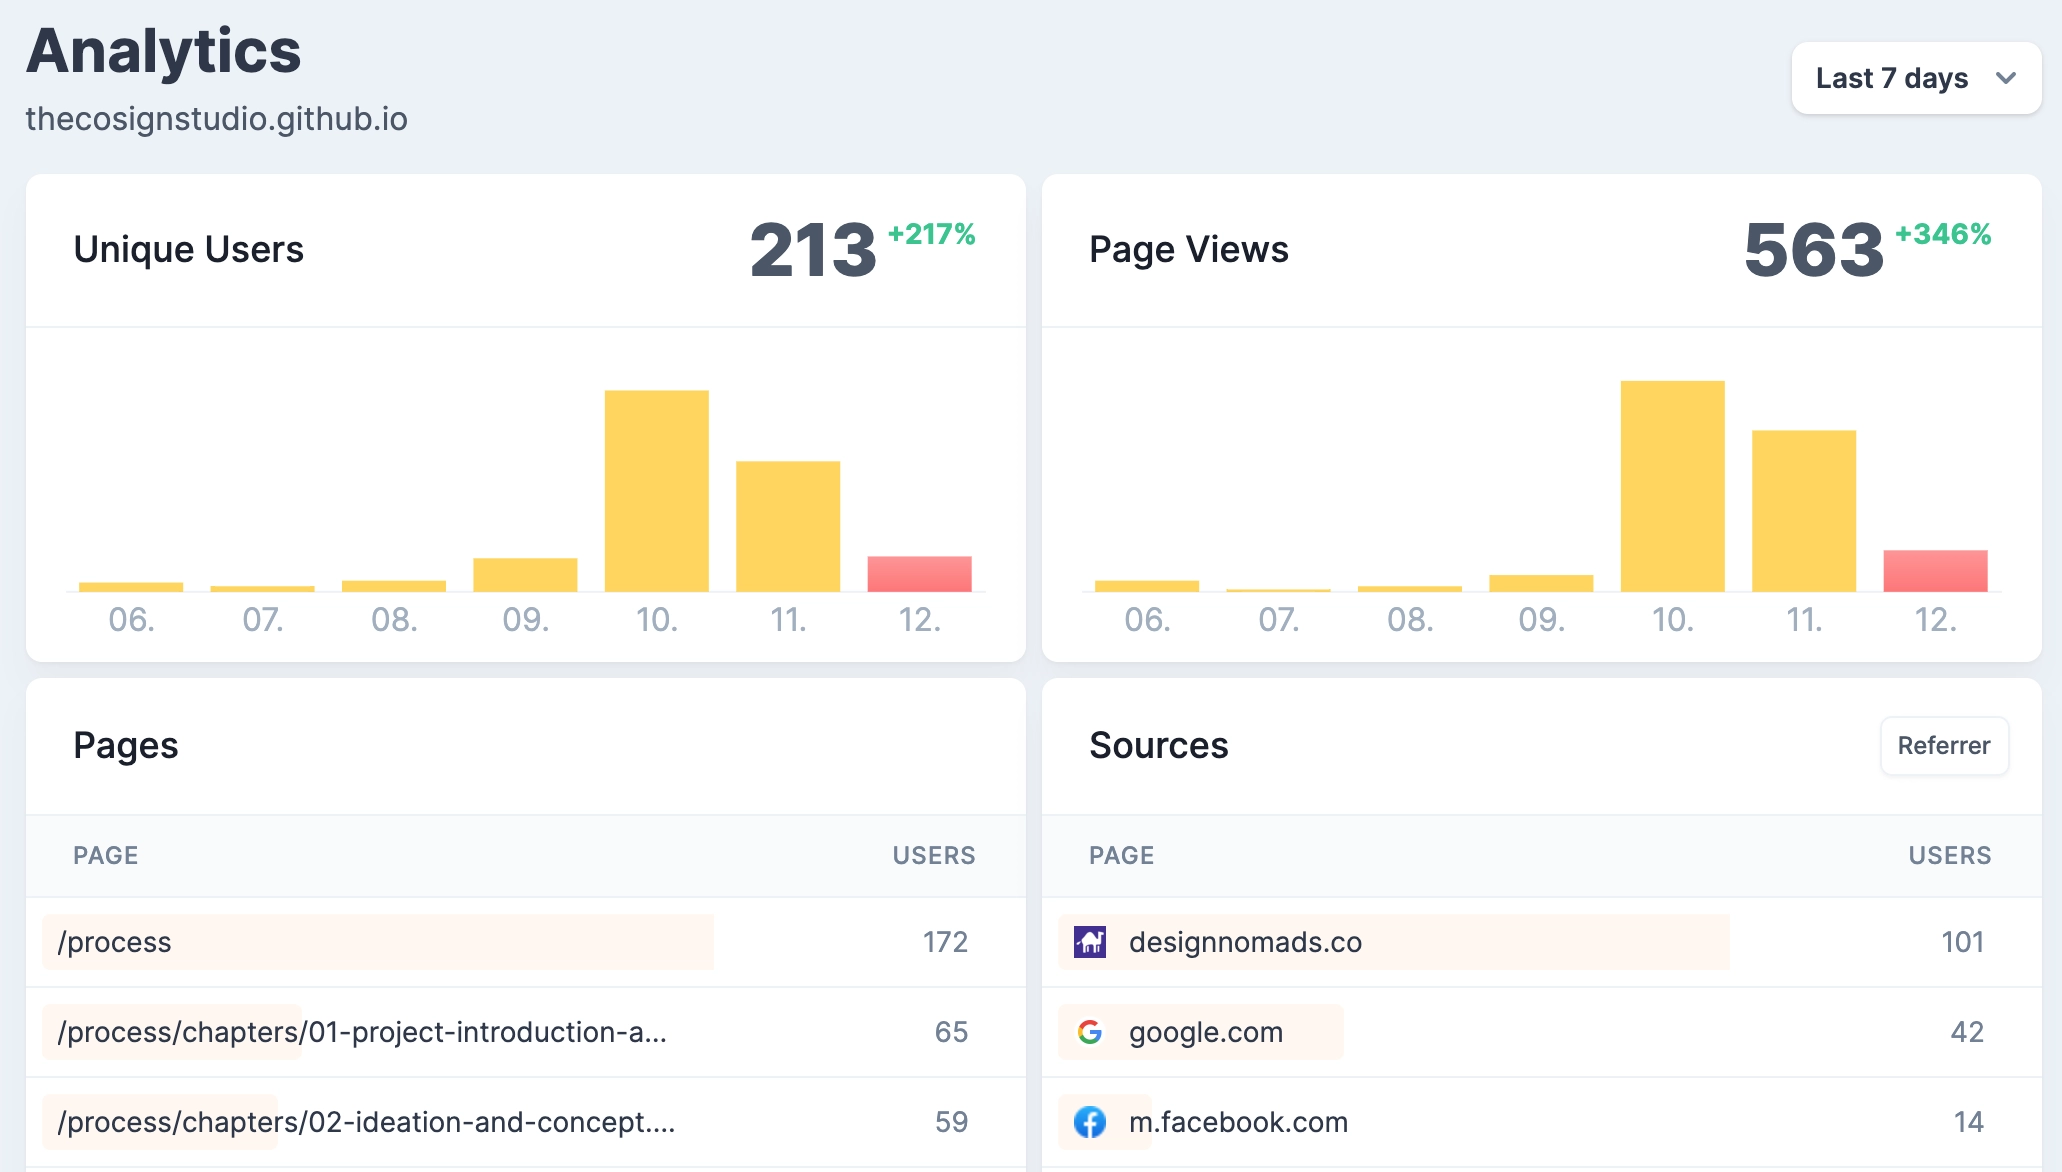 Analytics
thecosignstudio.github.io
Last 7 days
Unique Users
213 +217%
06. 07. 08. 09. 10. 11. 12.
Page Views
563 +346%
06. 07. 08. 09. 10. 11. 12.
Pages
PAGE USERS
/process 172
/process/chapters/01-project-introduction-a... 65
/process/chapters/02-ideation-and-concept.... 59
Sources
Referrer
PAGE USERS
designnomads.co 101
google.com 42
m.facebook.com 14